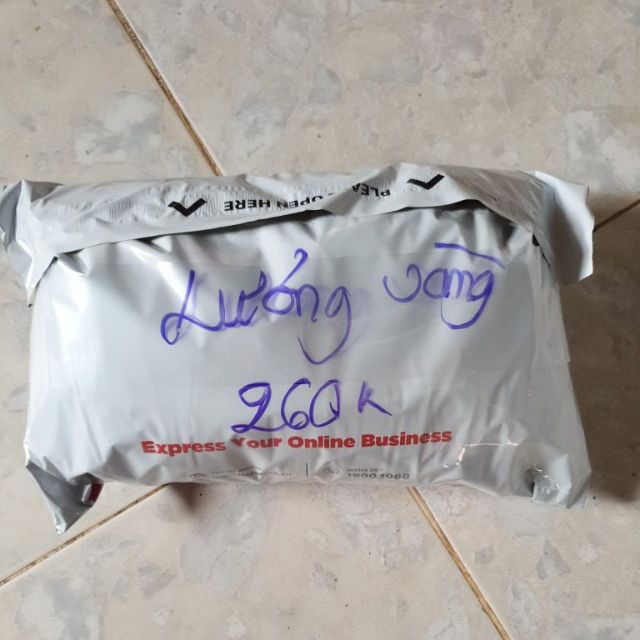 PLEASE OPEN HERE
Lưỡng vàng
260k
Express Your Online Business
1900 1088